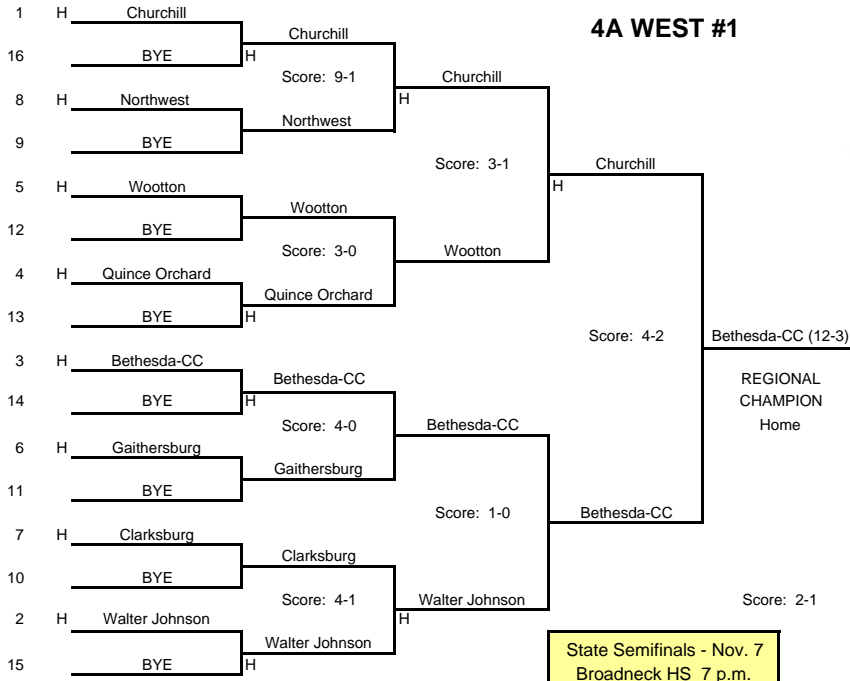 4A WEST #1
1 H Churchill
Churchill
16 BYE H
Score: 9-1 Churchill
H
8 H Northwest
Northwest
9 BYE
Score: 3-1 Churchill
H
5 H Wootton
Wootton
12 BYE
Score: 3-0 Wootton
4 H Quince Orchard
Quince Orchard
13 BYE H
Score: 4-2 Bethesda-CC (12-3)
3 H Bethesda-CC
Bethesda-CC
REGIONAL
CHAMPION
Home
14 BYE H
Score: 4-0 Bethesda-CC
6 H Gaithersburg
Gaithersburg
11 BYE
Score: 1-0 Bethesda-CC
7 H Clarksburg
Clarksburg
10 BYE
Score: 4-1 Walter Johnson Score: 2-1
H
2 H Walter Johnson
Walter Johnson
15 BYE H
State Semifinals - Nov. 7
Broadneck HS 7 p.m.